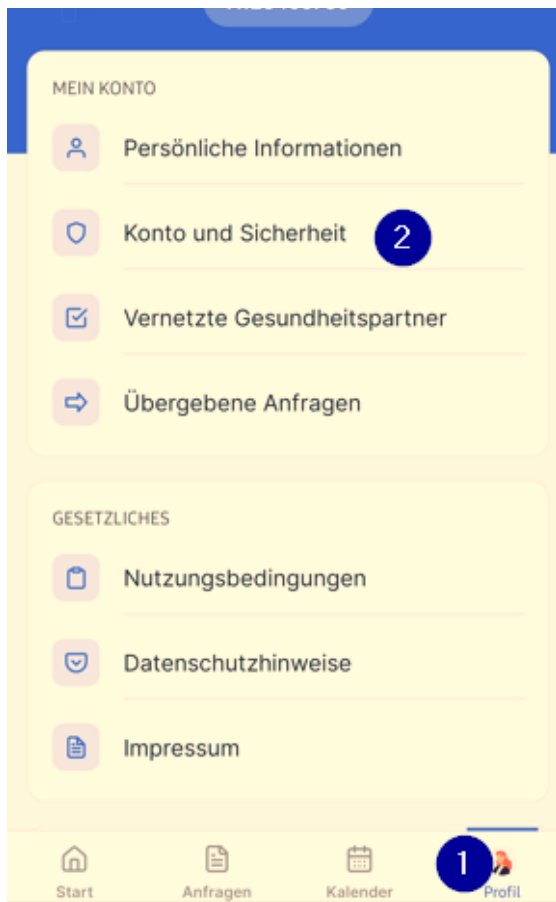 MEIN KONTO
Persönliche Informationen
Konto und Sicherheit 2
Vernetzte Gesundheitspartner
Übergebene Anfragen
GESETZLICHES
Nutzungsbedingungen
Datenschutzhinweise
Impressum
1
Start Anfragen Kalender Profil